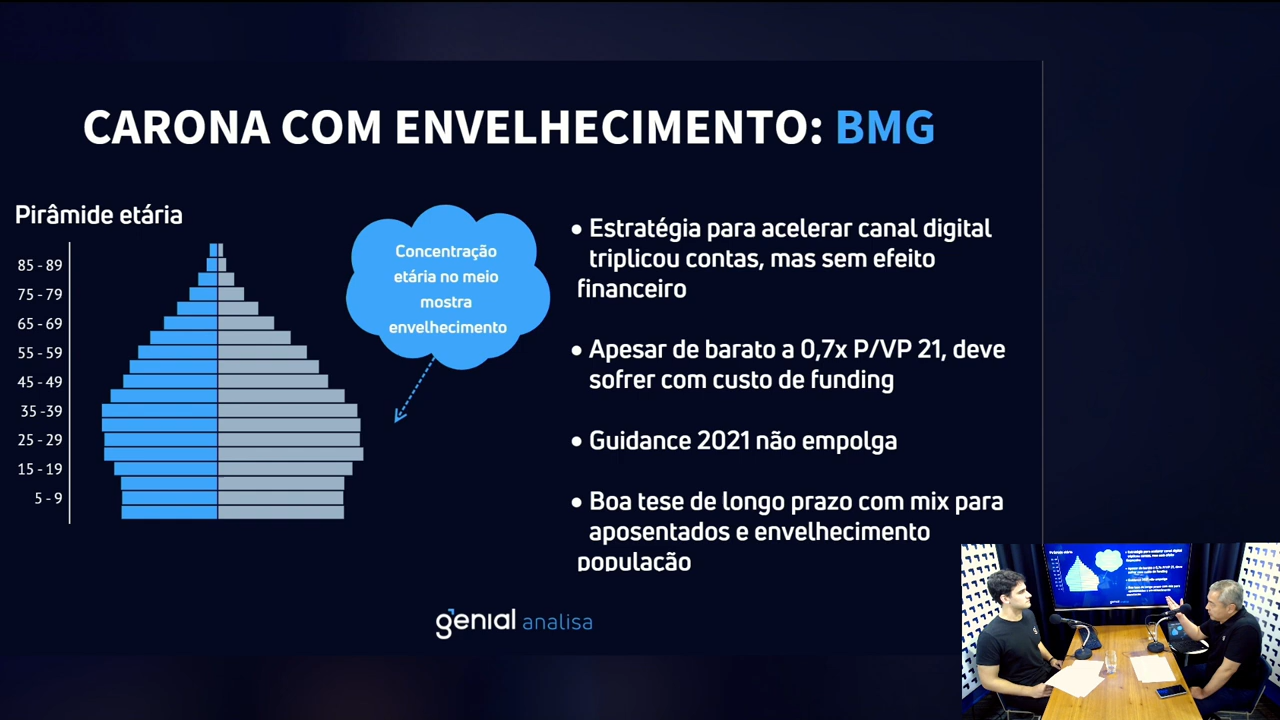 CARONA COM ENVELHECIMENTO: BMG
Pirâmide etária
85 - 89
75 - 79
65 - 69
55 - 59
45 - 49
35 -39
25 - 29
15 - 19
5 - 9
Concentração
etária no meio
mostra
envelhecimento
• Estratégia para acelerar canal digital
triplicou contas, mas sem efeito
financeiro
• Apesar de barato a 0,7x P/VP 21, deve
sofrer com custo de funding
• Guidance 2021 não empolga
• Boa tese de longo prazo com mix para
aposentados e envelhecimento
população
genial analisa